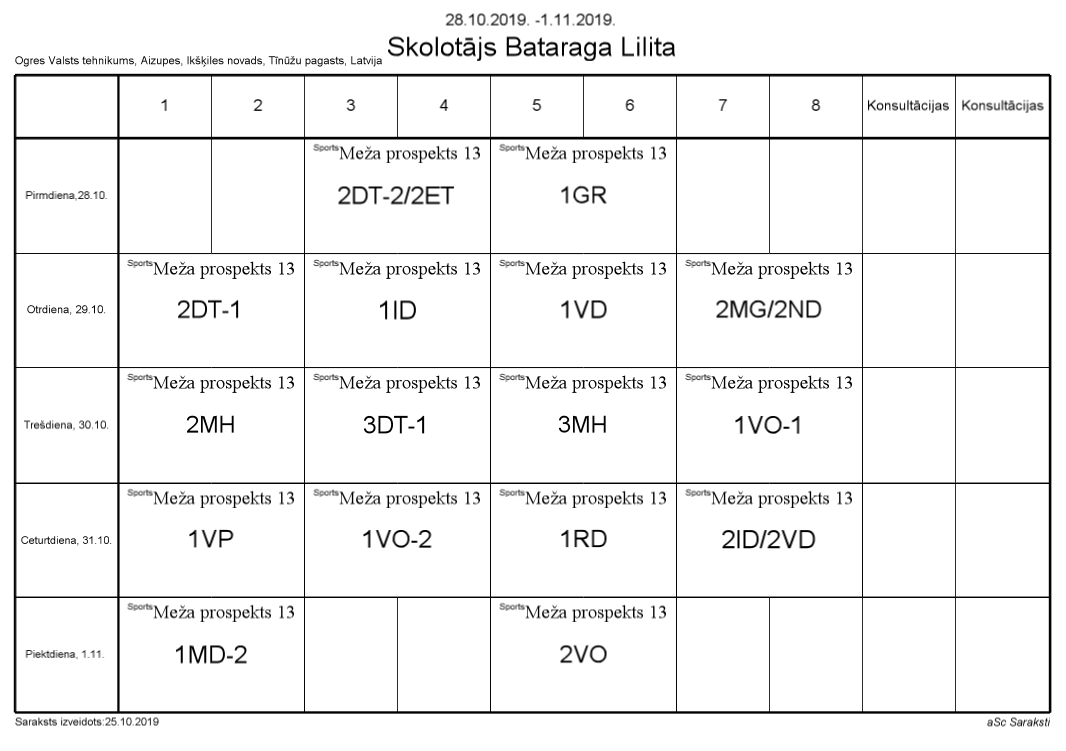 28.10.2019. -1.11.2019.
Skolotājs Bataraga Lilita
Ogres Valsts tehnikums, Aizupes, Ikšķiles novads, Tīnūžu pagasts, Latvija
1 2 3 4 5 6 7 8 Konsultācijas Konsultācijas
Pirmdiena,28.10.
Sports Meža prospekts 13
2DT-2/2ET
Sports Meža prospekts 13
1GR
Otrdiena, 29.10.
Sports Meža prospekts 13
2DT-1
Sports Meža prospekts 13
1ID
Sports Meža prospekts 13
1VD
Sports Meža prospekts 13
2MG/2ND
Trešdiena, 30.10.
Sports Meža prospekts 13
2MH
Sports Meža prospekts 13
3DT-1
Sports Meža prospekts 13
3MH
Sports Meža prospekts 13
1VO-1
Ceturtdiena, 31.10.
Sports Meža prospekts 13
1VP
Sports Meža prospekts 13
1VO-2
Sports Meža prospekts 13
1RD
Sports Meža prospekts 13
2ID/2VD
Piektdiena, 1.11.
Sports Meža prospekts 13
1MD-2
Sports Meža prospekts 13
2VO
Saraksts izveidots:25.10.2019
aSc Saraksti